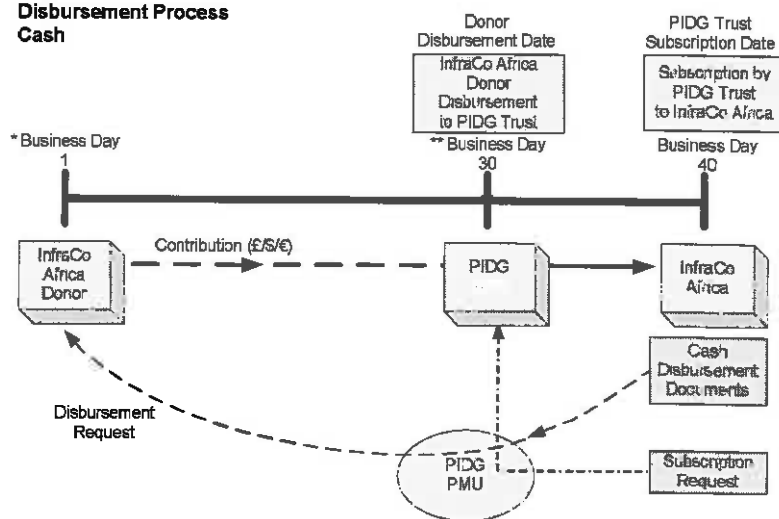 Disbursement Process
Cash
Donor
Disbursement Date
PIDG Trust
Subscription Date
InfraCo Africa
Donor
Disbursement
to PIDG Trust
Subscription by
PIDG Trust
to InfraCo Africa
* Business Day
1
** Business Day
30
Business Day
40
InfraCo
Africa
Donor
Contribution (£/$/€)
PIDG
InfraCo
Africa
Cash
Disbursement
Documents
Disbursement
Request
PIDG
PMU
Subscription
Request